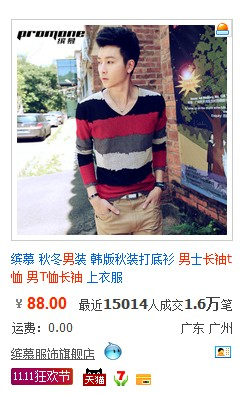 promone
缤慕
缤慕 秋冬男装 韩版秋装打底衫 男士长袖t
恤 男T恤长袖 上衣服
¥ 88.00 最近15014人成交1.6万笔
运费：0.00 广东 广州
缤慕服饰旗舰店
11.11狂欢节 天猫 7